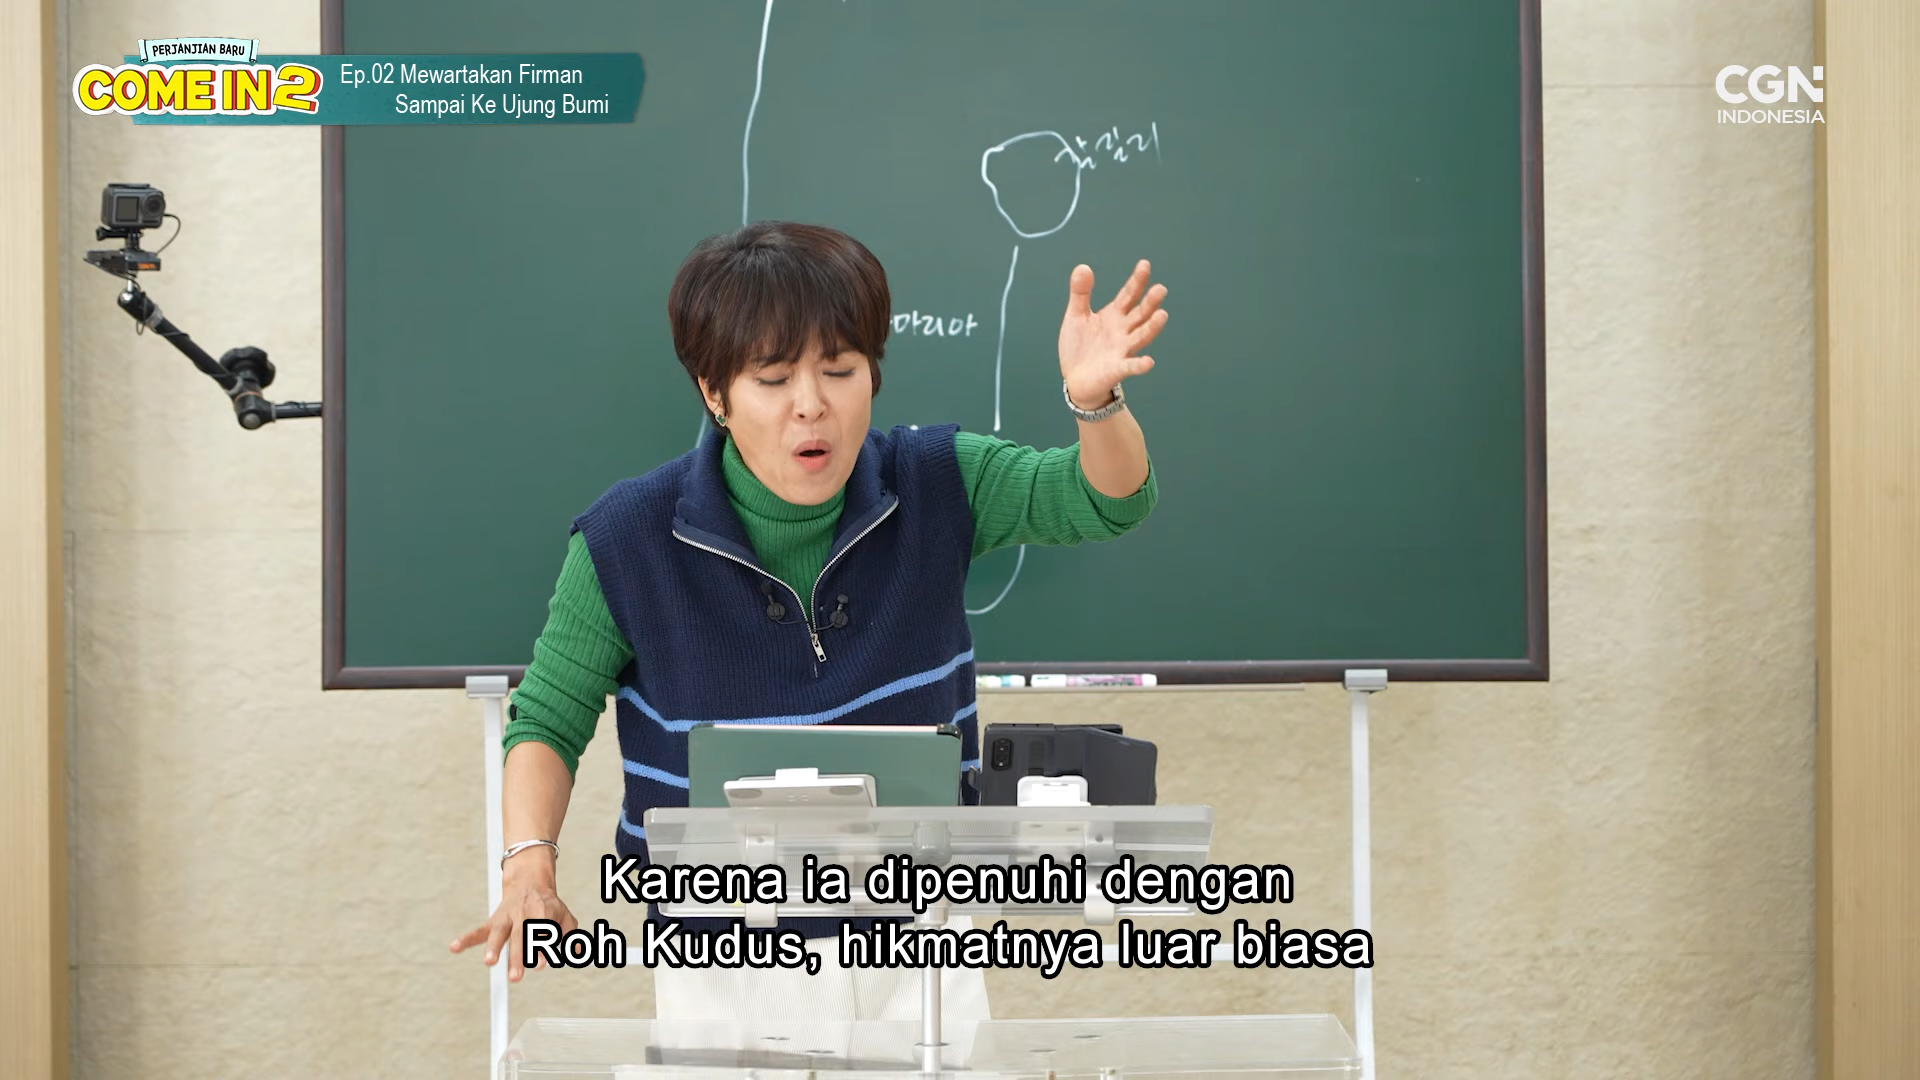 PERJANJIAN BARU
COME IN 2
Ep.02 Mewartakan Firman
Sampai Ke Ujung Bumi
CGN
INDONESIA
갈릴리
마리아
Karena ia dipenuhi dengan
Roh Kudus, hikmatnya luar biasa